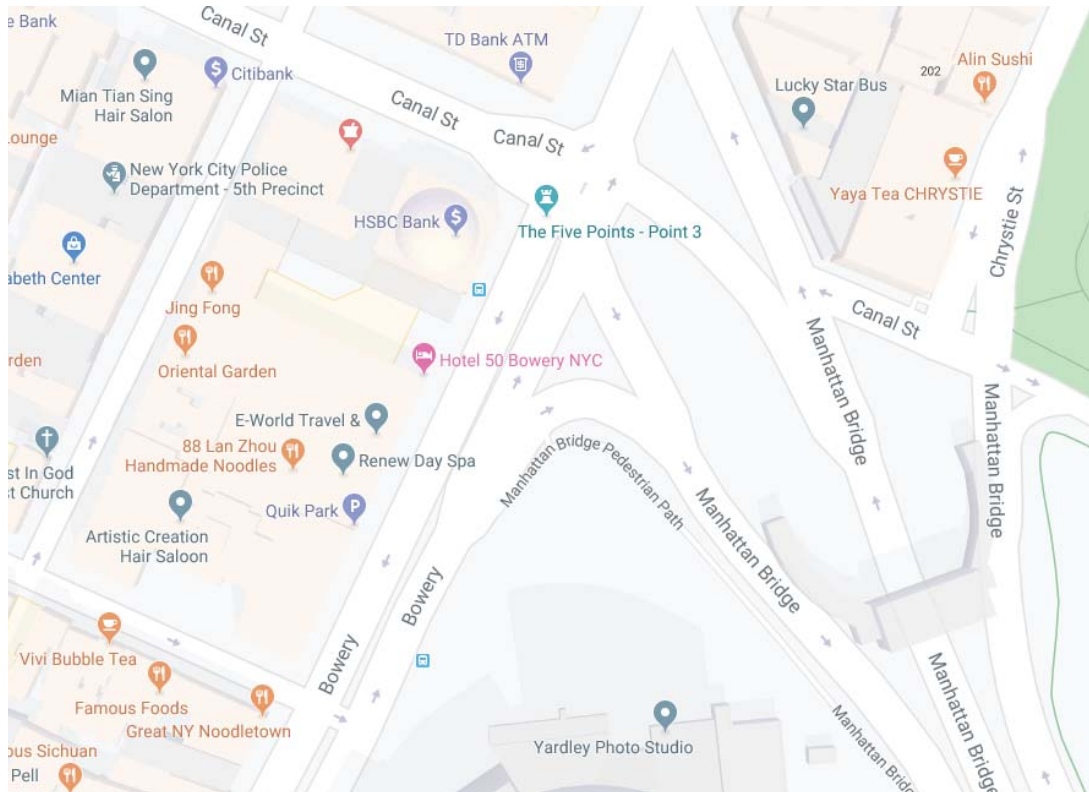 e Bank
Canal St
TD Bank ATM
Citibank
Mian Tian Sing
Hair Salon
Lucky Star Bus
202
Alin Sushi
Canal St
Canal St
Lounge
New York City Police
Department - 5th Precinct
Yaya Tea CHRYSTIE
HSBC Bank
The Five Points - Point 3
Chrystie St
abeth Center
Jing Fong
Canal St
rden
Oriental Garden
Hotel 50 Bowery NYC
Manhattan Bridge
Manhattan Bridge
E-World Travel &
88 Lan Zhou
Handmade Noodles
Renew Day Spa
Manhattan Bridge Pedestrian Path
st In God
st Church
Quik Park
Artistic Creation
Hair Saloon
Manhattan Bridge
Bowery
Bowery
Vivi Bubble Tea
Famous Foods
Great NY Noodletown
Manhattan Bridge
Manhattan Bridg
Yardley Photo Studio
ous Sichuan
Pell